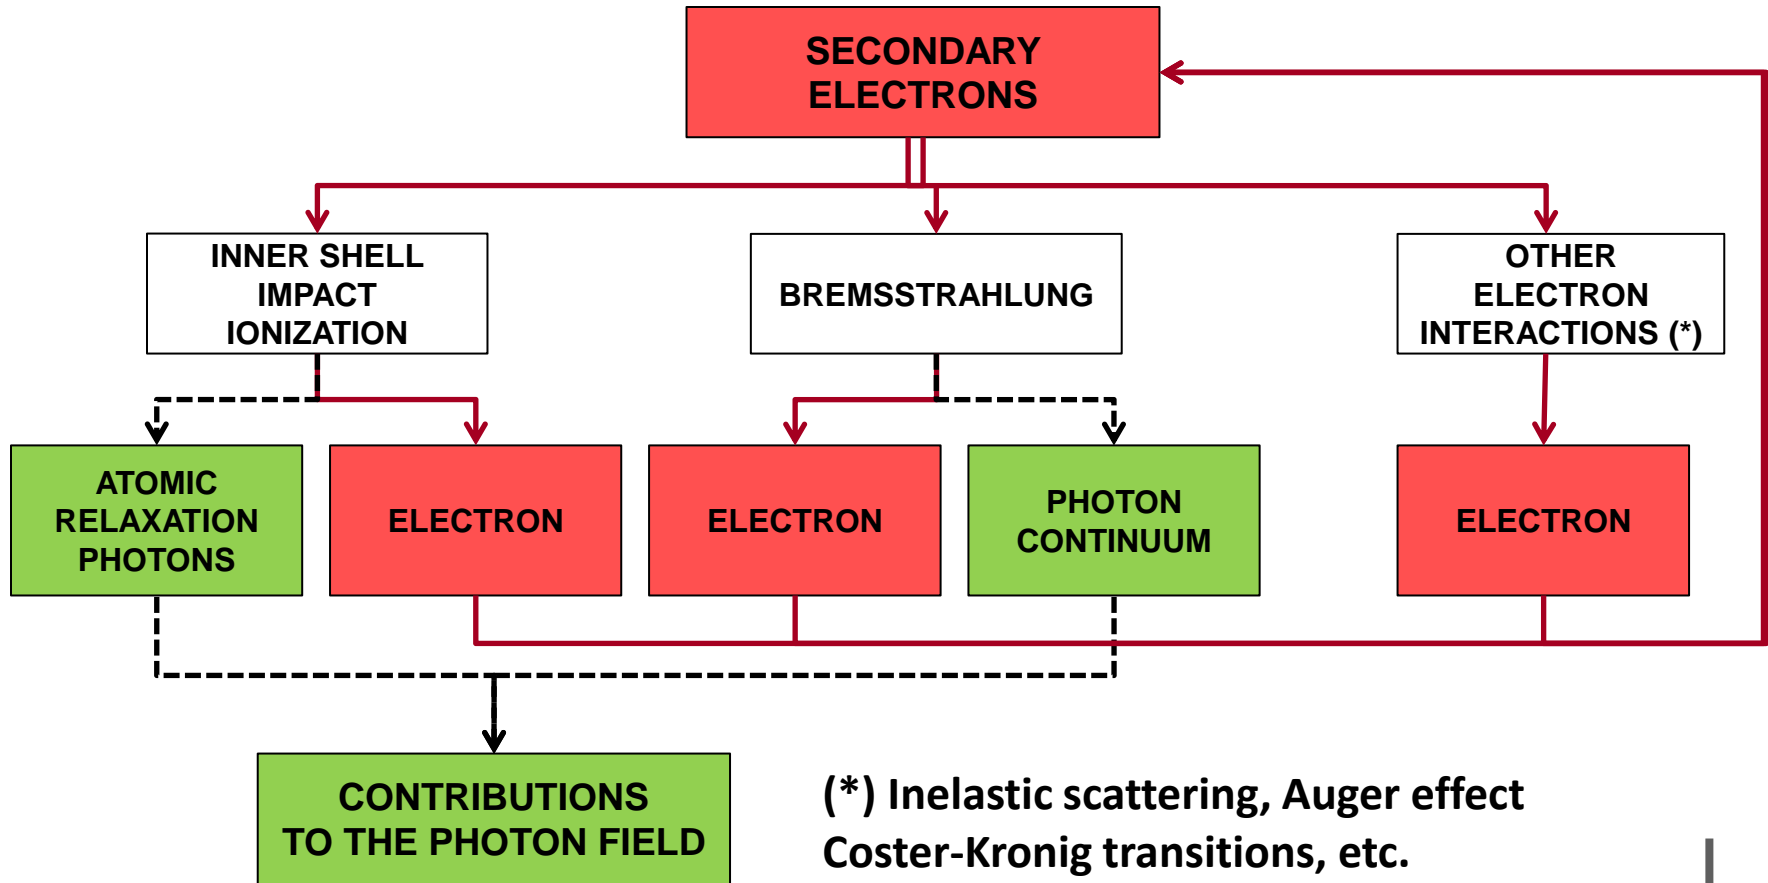 SECONDARY
ELECTRONS
INNER SHELL
IMPACT
IONIZATION
BREMSSTRAHLUNG
OTHER
ELECTRON
INTERACTIONS (*)
ATOMIC
RELAXATION
PHOTONS
ELECTRON
ELECTRON
PHOTON
CONTINUUM
ELECTRON
CONTRIBUTIONS
TO THE PHOTON FIELD
(*) Inelastic scattering, Auger effect
Coster-Kronig transitions, etc.